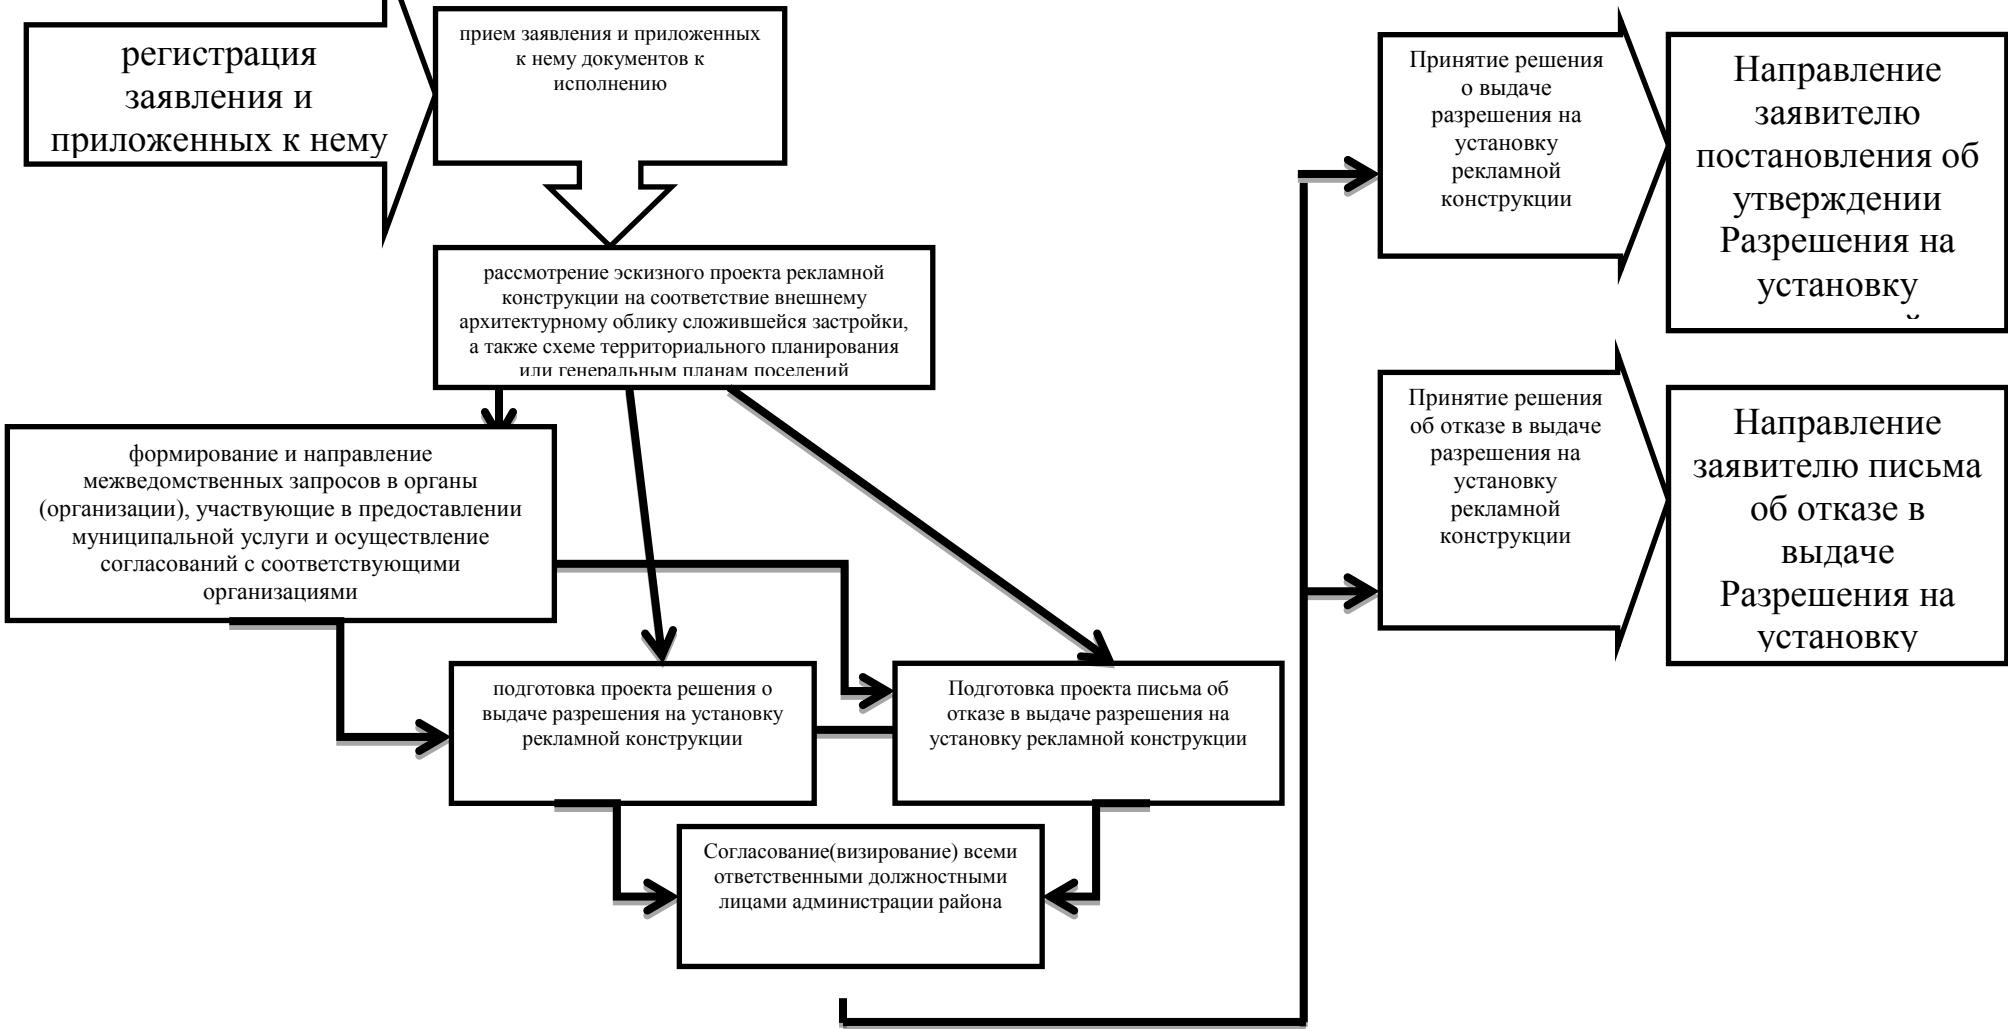 регистрация
заявления и
приложенных к нему
прием заявления и приложенных
к нему документов к
исполнению
рассмотрение эскизного проекта рекламной
конструкции на соответствие внешнему
архитектурному облику сложившейся застройки,
а также схеме территориального планирования
или генеральным планам поселений
формирование и направление
межведомственных запросов в органы
(организации), участвующие в предоставлении
муниципальной услуги и осуществление
согласований с соответствующими
организациями
подготовка проекта решения о
выдаче разрешения на установку
рекламной конструкции
Подготовка проекта письма об
отказе в выдаче разрешения на
установку рекламной конструкции
Согласование(визирование) всеми
ответственными должностными
лицами администрации района
Принятие решения
о выдаче
разрешения на
установку
рекламной
конструкции
Направление
заявителю
постановления об
утверждении
Разрешения на
установку
Принятие решения
об отказе в выдаче
разрешения на
установку
рекламной
конструкции
Направление
заявителю письма
об отказе в
выдаче
Разрешения на
установку